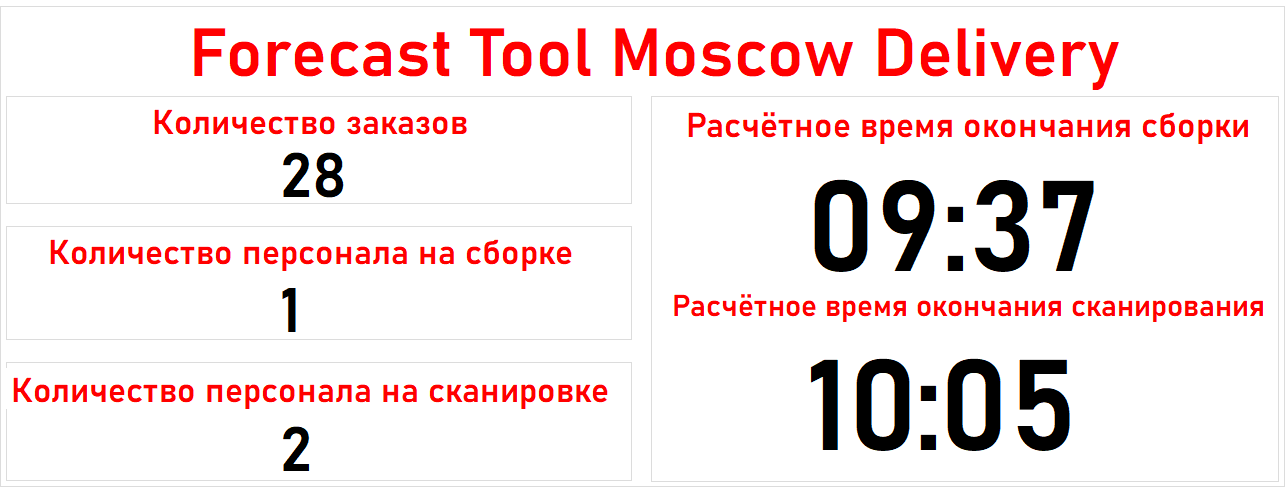 Forecast Tool Moscow Delivery
Количество заказов
28
Количество персонала на сборке
1
Количество персонала на сканировке
2
Расчётное время окончания сборки
09:37
Расчётное время окончания сканирования
10:05